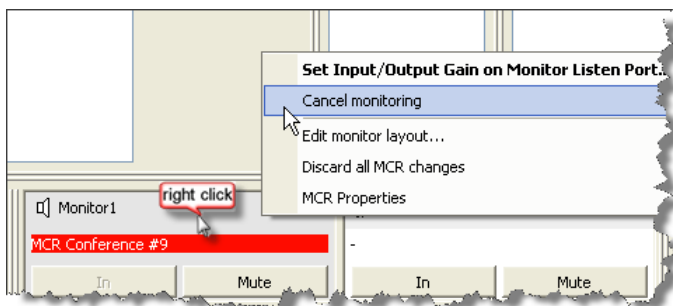 Set Input/Output Gain on Monitor Listen Port..
Cancel monitoring
Edit monitor layout...
Discard all MCR changes
MCR Properties
right click
Monitor1
MCR Conference #9
-
In
Mute
In
Mute